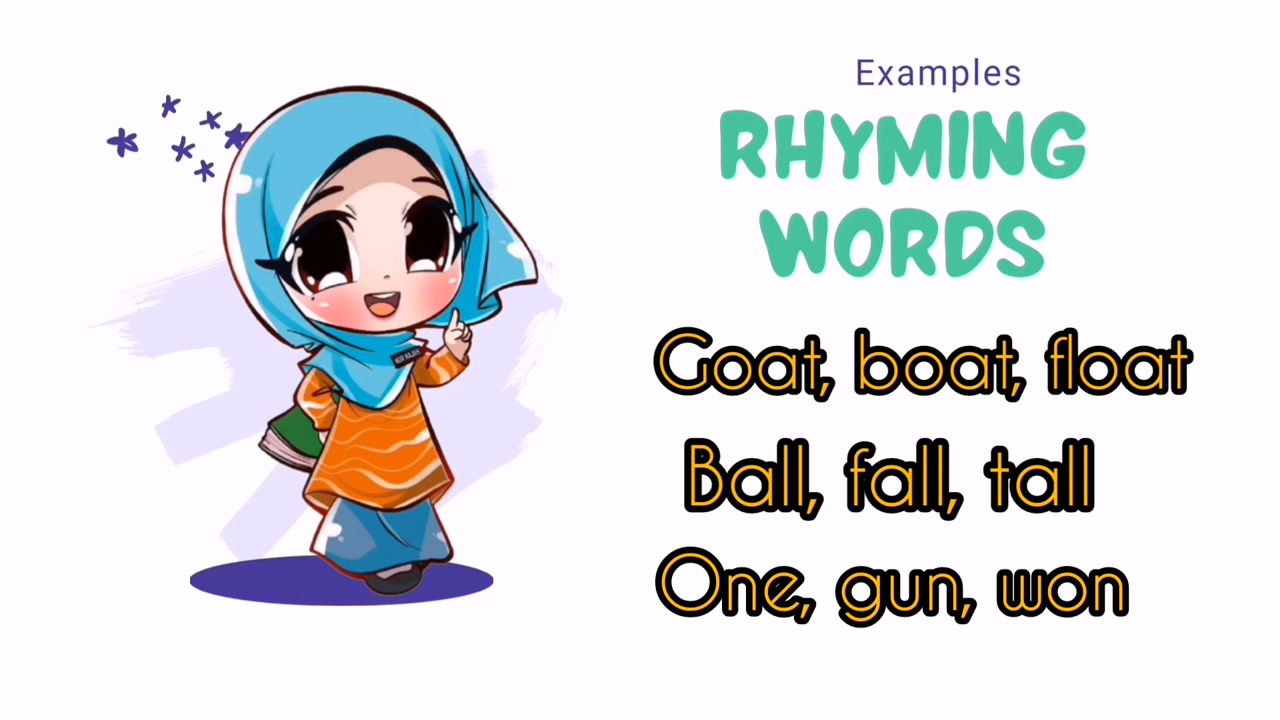 Examples
RHYMING
WORDS
Goat, boat, float
Ball, fall, tall
One, gun, won